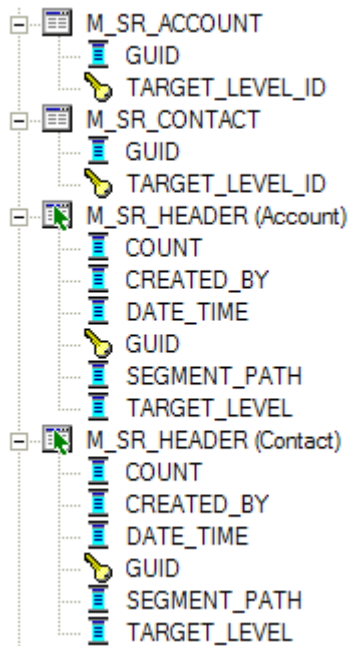 M_SR_ACCOUNT
GUID
TARGET_LEVEL_ID
M_SR_CONTACT
GUID
TARGET_LEVEL_ID
M_SR_HEADER (Account)
COUNT
CREATED_BY
DATE_TIME
GUID
SEGMENT_PATH
TARGET_LEVEL
M_SR_HEADER (Contact)
COUNT
CREATED_BY
DATE_TIME
GUID
SEGMENT_PATH
TARGET_LEVEL